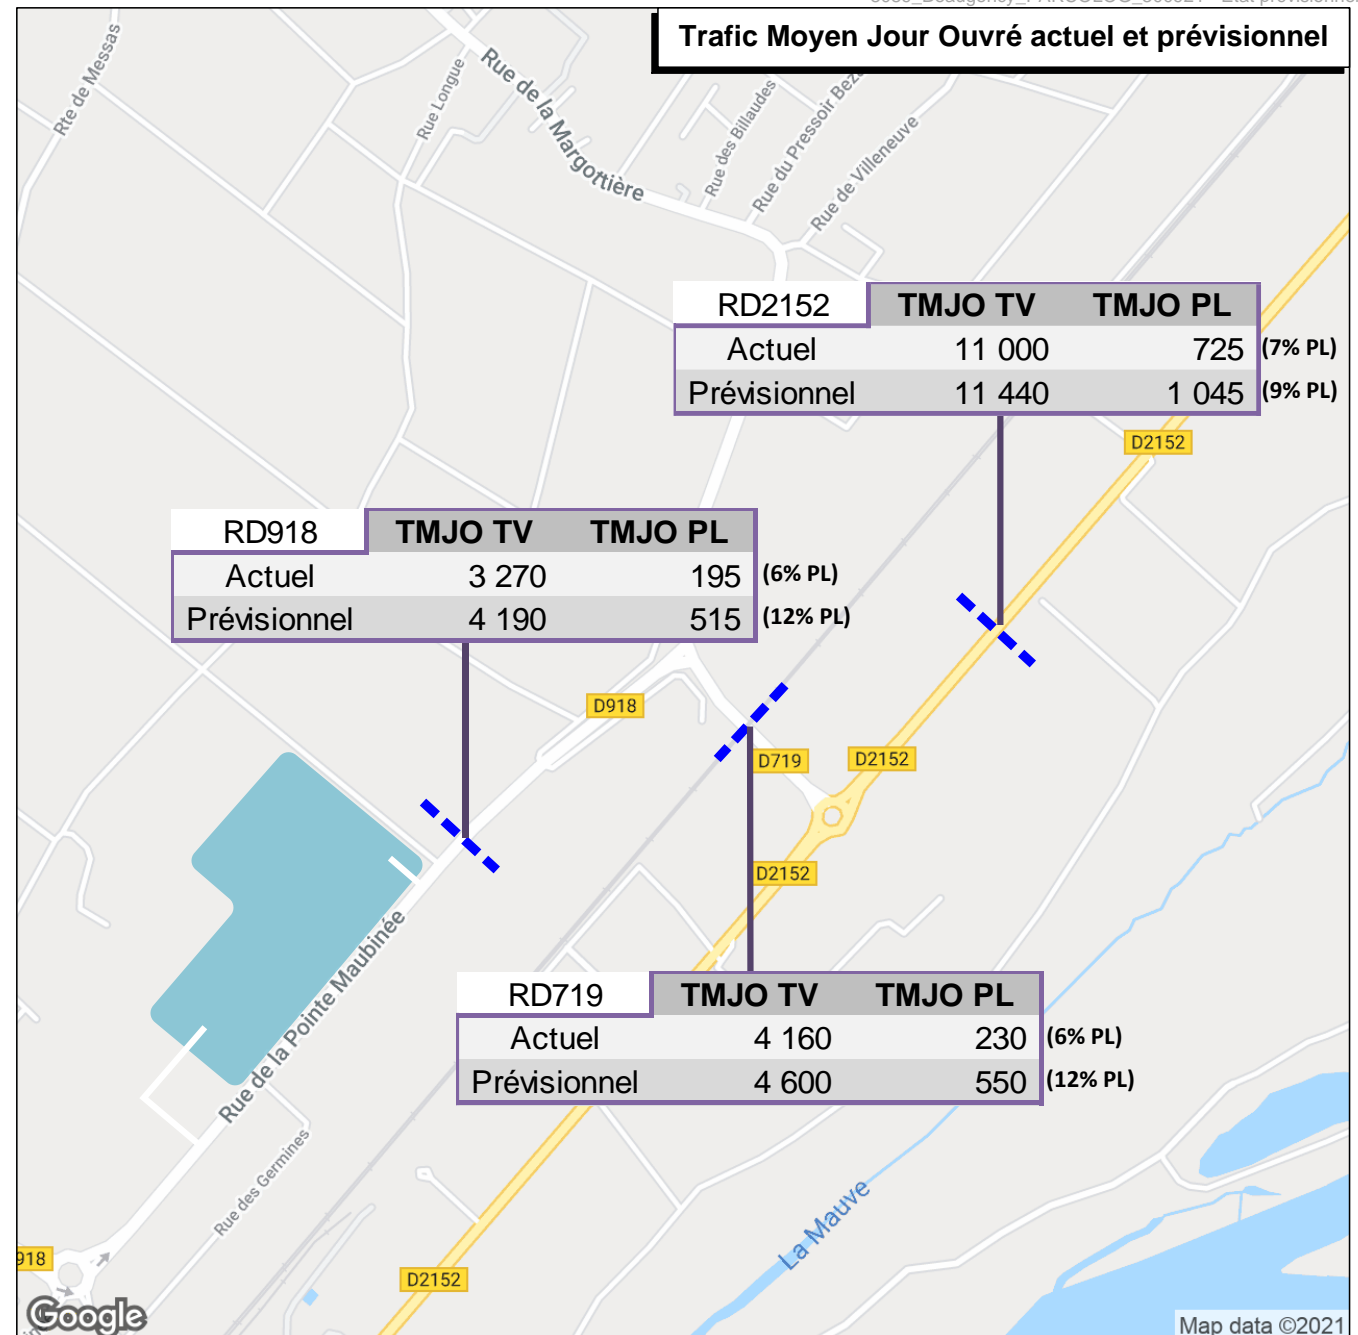 Trafic Moyen Jour Ouvré actuel et prévisionnel
Rte de Messas
Rue Longue
Rue de la Margottière
Rue des Billaudes
Rue du Pressoir
Rue de Villeneuve
RD2152 TMJO TV TMJO PL
Actuel 11 000 725 (7% PL)
Prévisionnel 11 440 1 045 (9% PL)
D2152
RD918 TMJO TV TMJO PL
Actuel 3 270 195 (6% PL)
Prévisionnel 4 190 515 (12% PL)
D918
D719
D2152
D2152
Rue de la Pointe Maubinée
RD719 TMJO TV TMJO PL
Actuel 4 160 230 (6% PL)
Prévisionnel 4 600 550 (12% PL)
Rue des Germines
La Mauve
918
D2152
Google
Map data ©2021